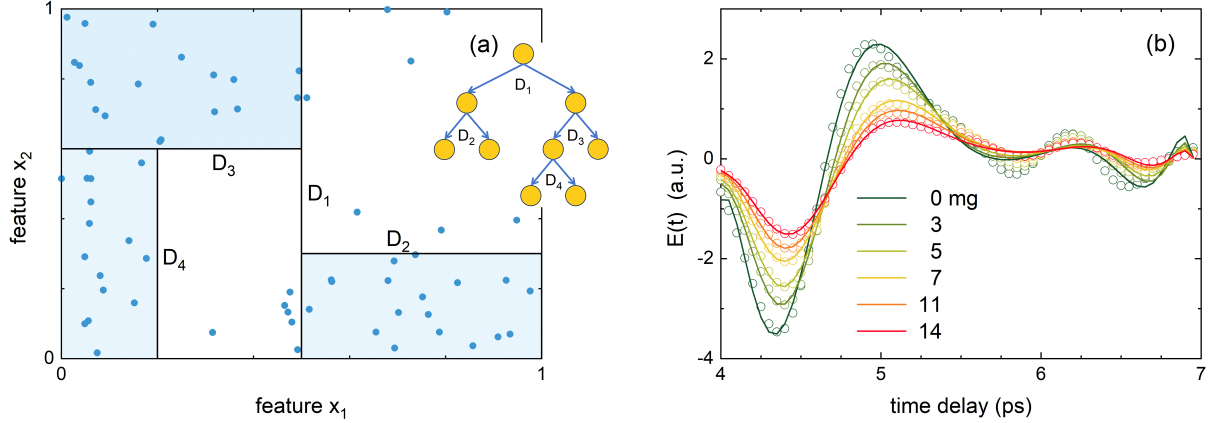 1
(a)
D1
D2
D3
D4
feature x2
D3
D1
D2
D4
0
0
1
feature x1
(b)
2
0
-2
-4
E(t) (a.u.)
0 mg
3
5
7
11
14
4
5
6
7
time delay (ps)